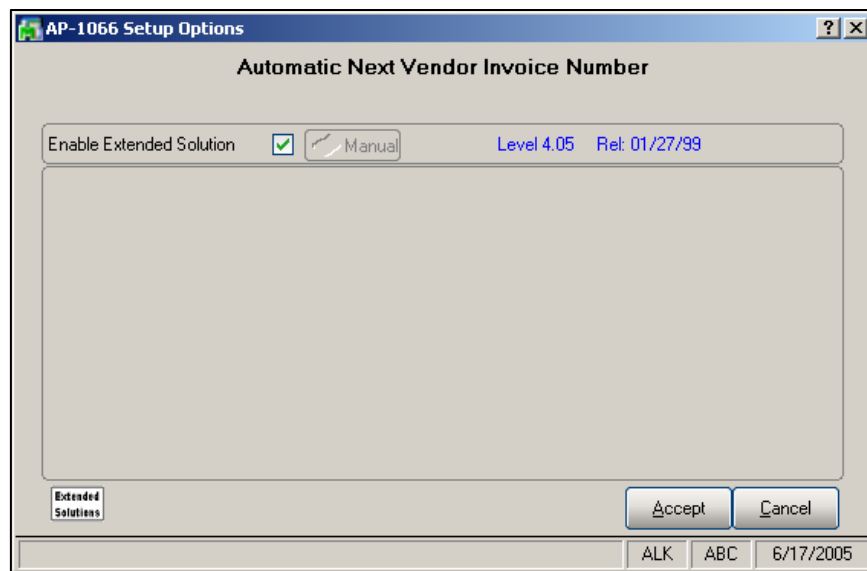 AP-1066 Setup Options
Automatic Next Vendor Invoice Number
Enable Extended Solution Manual Level 4.05 Rel: 01/27/99
Extended
Solutions
Accept Cancel
ALK ABC 6/17/2005